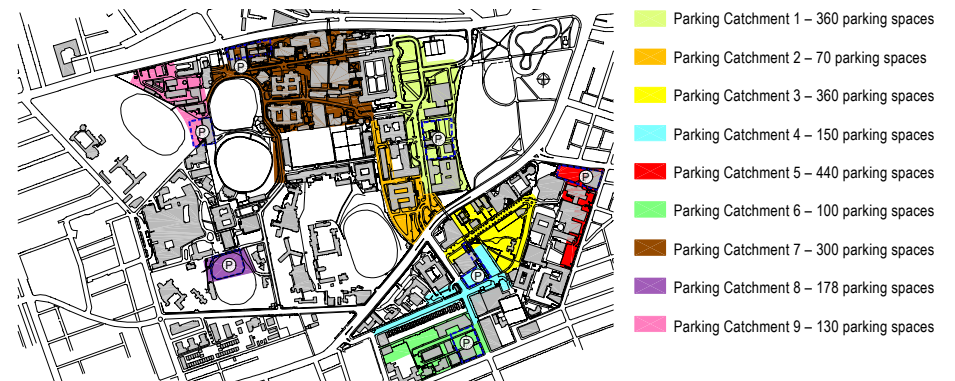 Parking Catchment 1 – 360 parking spaces
Parking Catchment 2 – 70 parking spaces
Parking Catchment 3 – 360 parking spaces
Parking Catchment 4 – 150 parking spaces
Parking Catchment 5 – 440 parking spaces
Parking Catchment 6 – 100 parking spaces
Parking Catchment 7 – 300 parking spaces
Parking Catchment 8 – 178 parking spaces
Parking Catchment 9 – 130 parking spaces
P
P
P
P
P
P
P